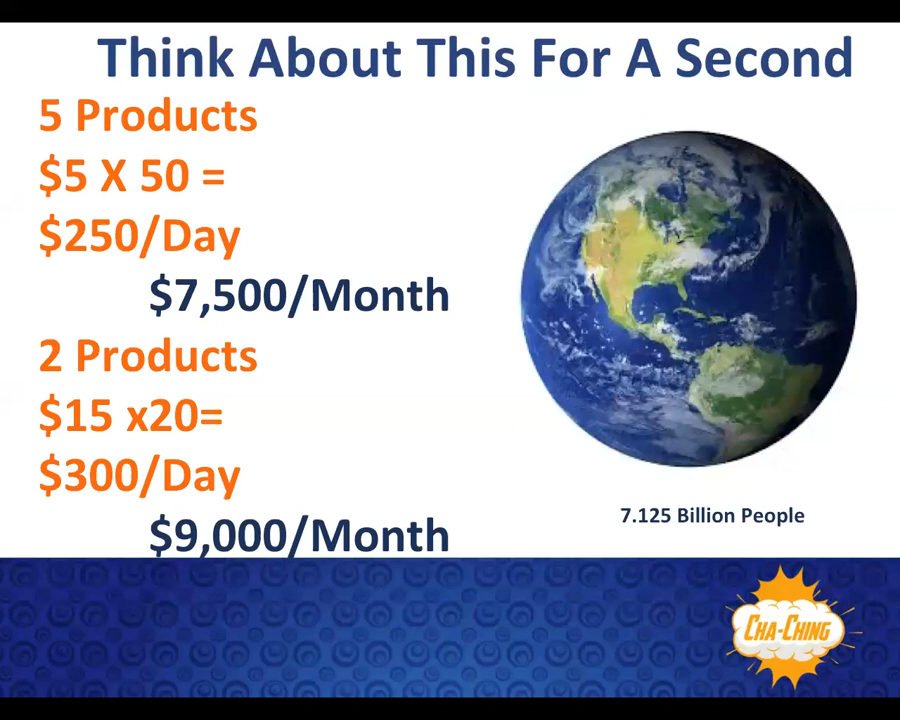 Think About This For A Second
5 Products
$5 X 50 =
$250/Day
$7,500/Month
2 Products
$15 x20=
$300/Day
$9,000/Month
7.125 Billion People
CHA-CHING